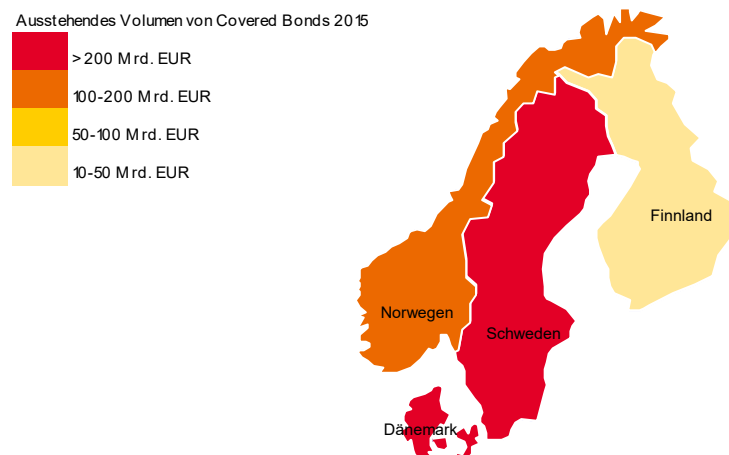 Ausstehendes Volumen von Covered Bonds 2015
> 200 Mrd. EUR
100-200 Mrd. EUR
50-100 Mrd. EUR
10-50 Mrd. EUR
Finnland
Norwegen
Schweden
Dänemark